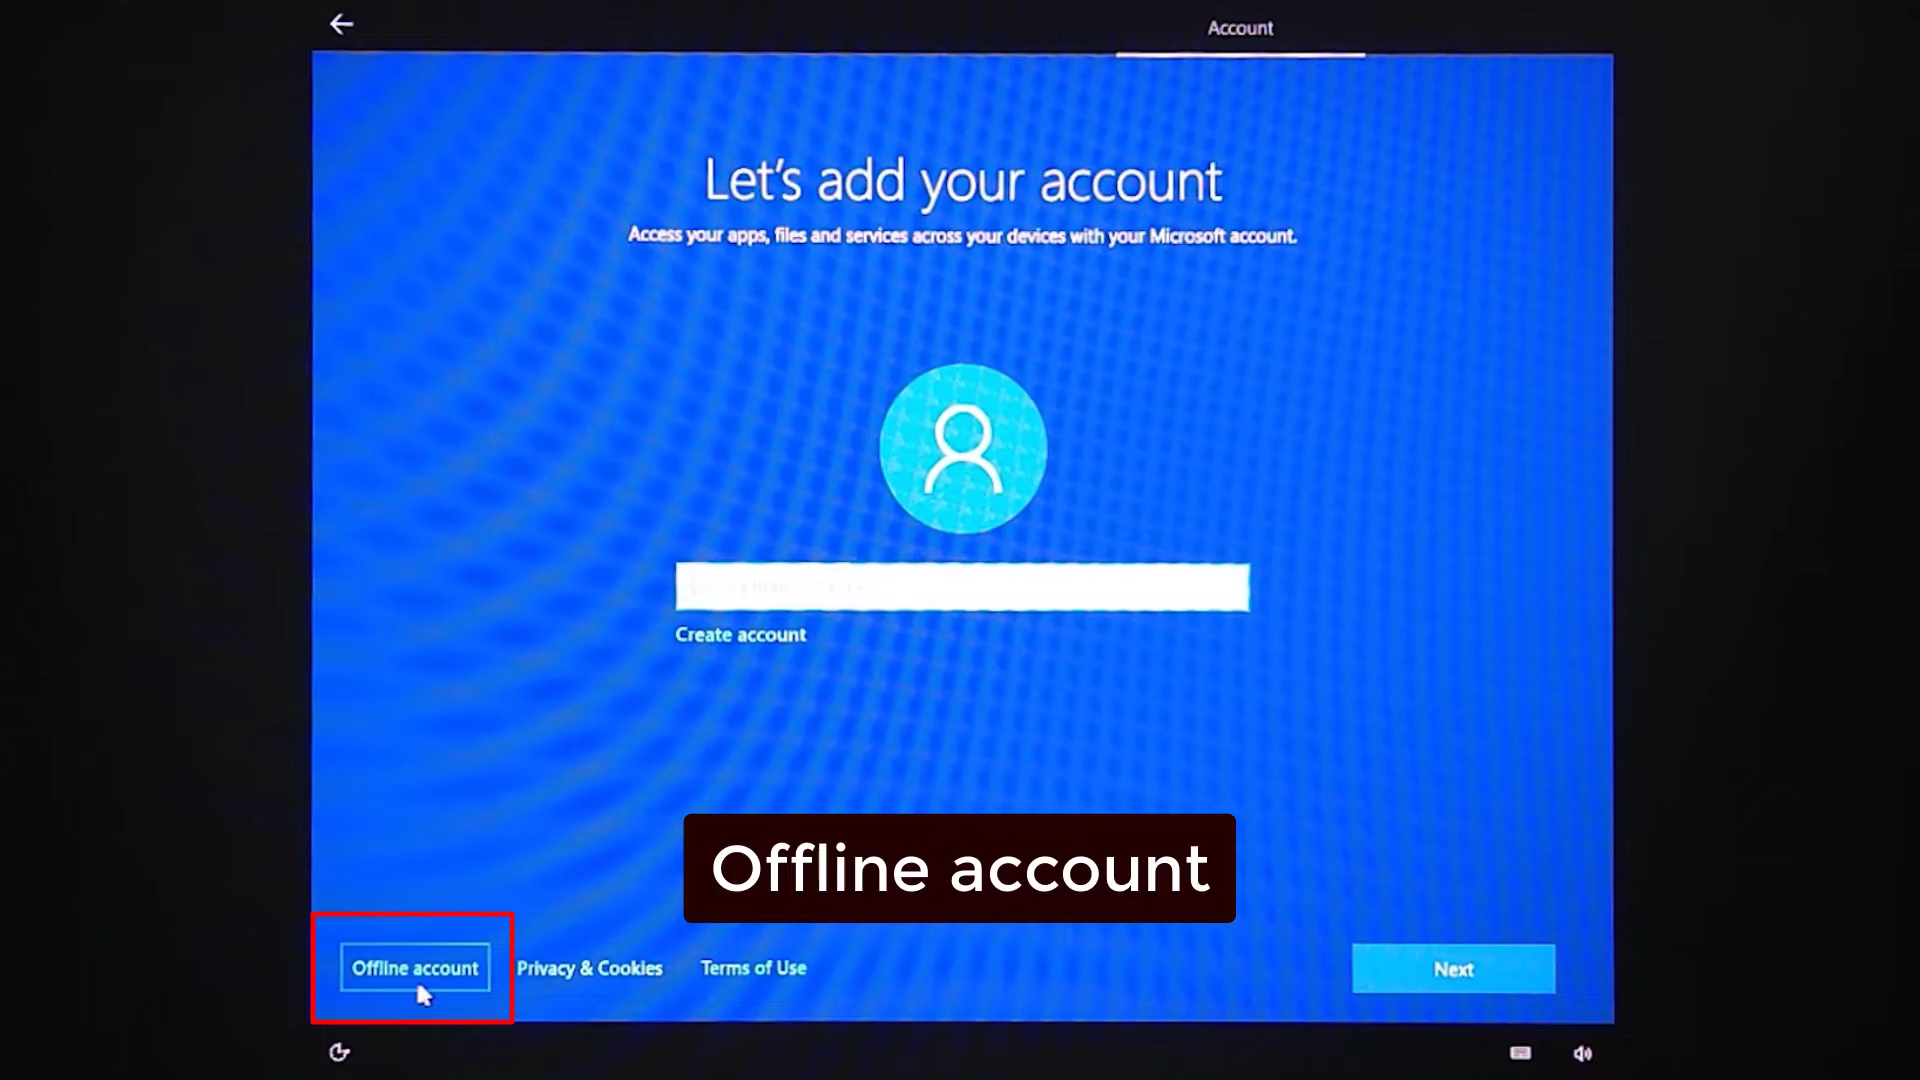 Account
Let's add your account
Access your apps, files and services across your devices with your Microsoft account.
Create account
Offline account
Offline account
Privacy & Cookies
Terms of Use
Next